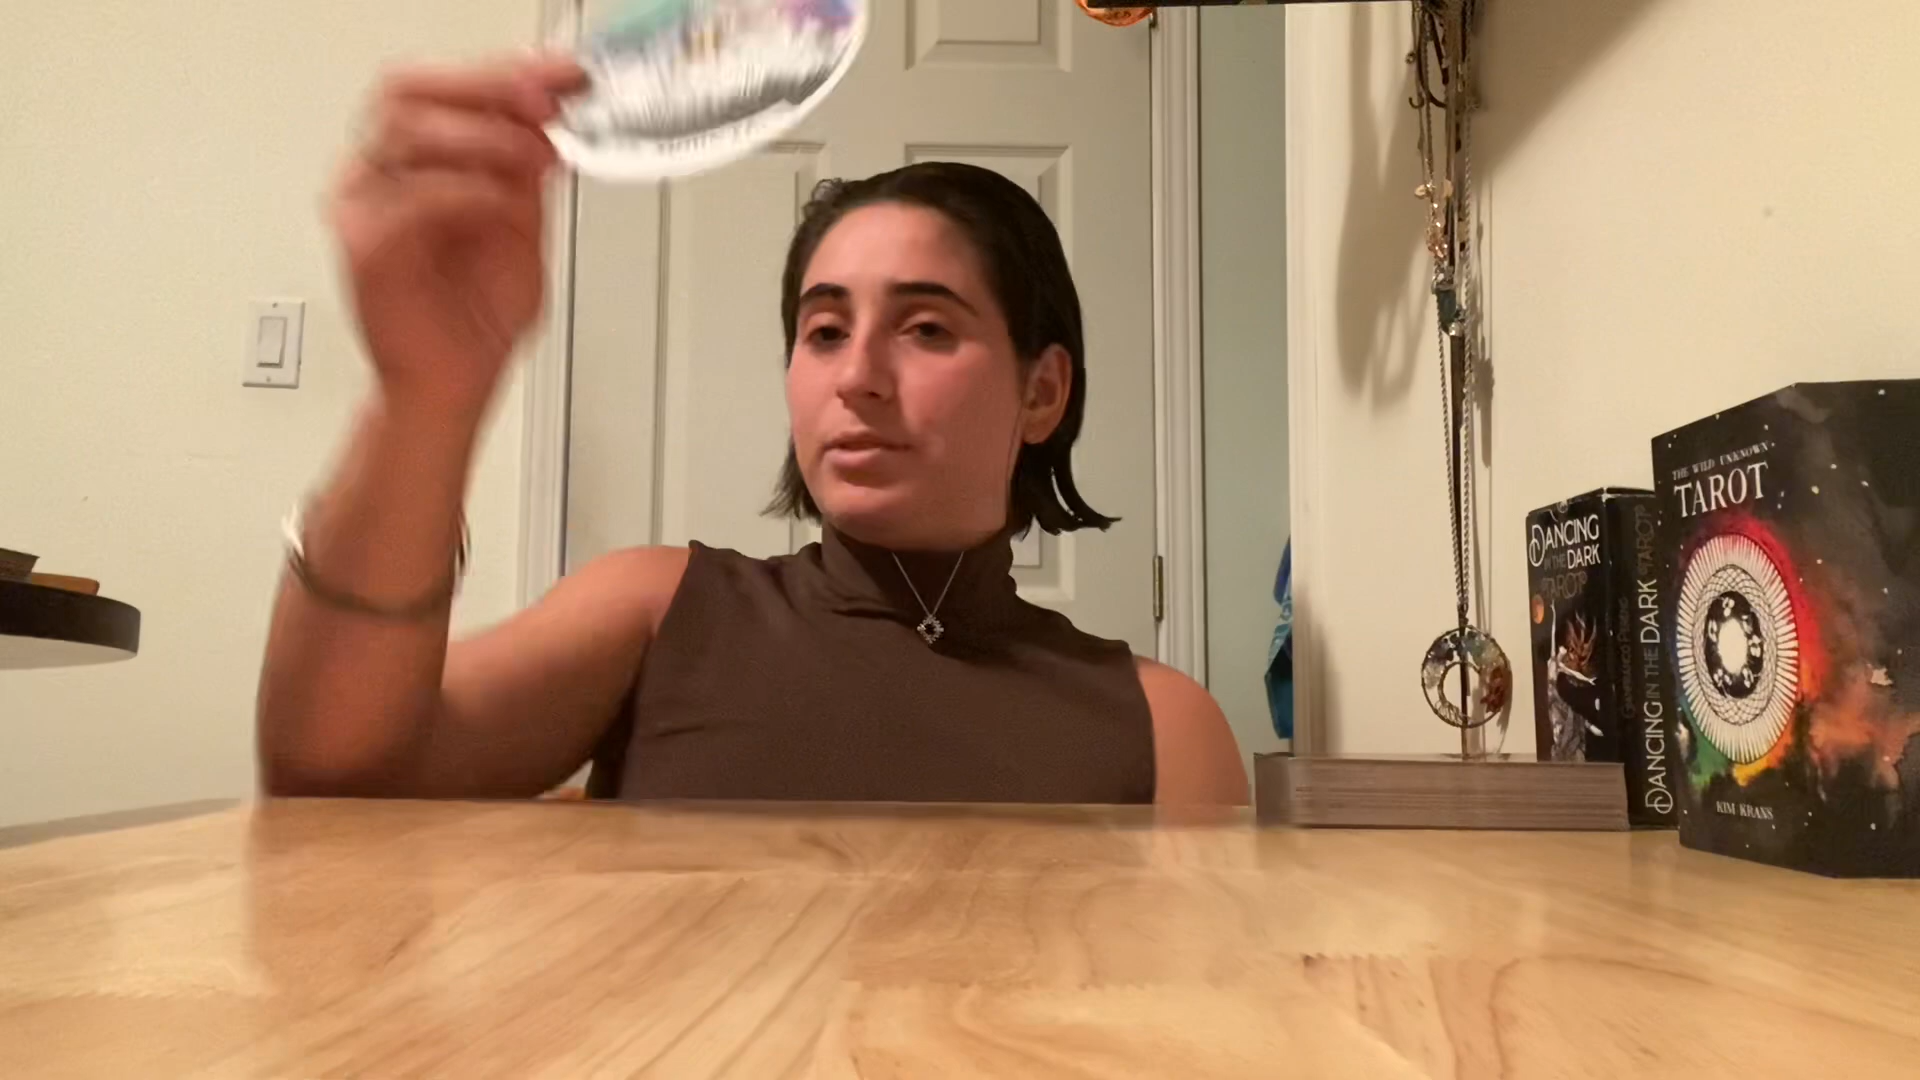 DANCING
IN THE DARK
TAROT
DANCING IN THE DARK TAROT
THE WILD UNKNOWN
TAROT
KIM KRANS